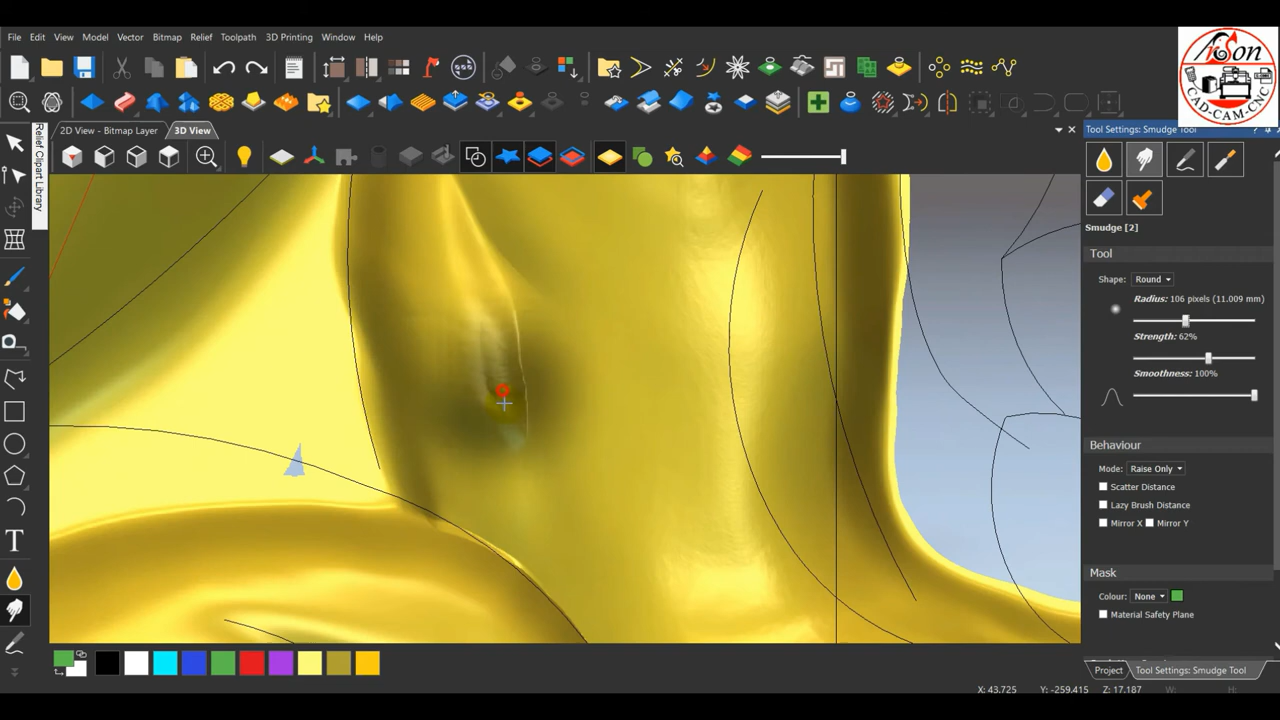 File Edit View Model Vector Bitmap Relief Toolpath 3D Printing Window Help
ArSon
CAD-CAM-CNC
2D View - Bitmap Layer 3D View
Relief Clipart Library
Tool Settings: Smudge Tool
Smudge [2]
Tool
Shape: Round
Radius: 106 pixels (11.009 mm)
Strength: 62%
Smoothness: 100%
Behaviour
Mode: Raise Only
Scatter Distance
Lazy Brush Distance
Mirror X Mirror Y
Mask
Colour: None
Material Safety Plane
Project Tool Settings: Smudge Tool
X: 43.725 Y: -259.415 Z: 17.187 W: H: